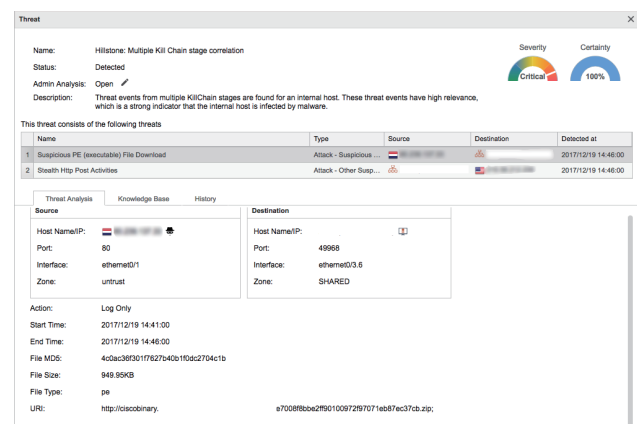 Threat
Name: Hillstone: Multiple Kill Chain stage correlation
Status: Detected
Admin Analysis: Open
Description: Threat events from multiple KillChain stages are found for an internal host. These threat events have high relevance,
which is a strong indicator that the internal host is infected by malware.
Severity Certainty
Critical 100%
This threat consists of the following threats
Name Type Source Destination Detected at
1 Suspicious PE (executable) File Download Attack - Suspicious ... 2017/12/19 14:46:00
2 Stealth Http Post Activities Attack - Other Susp... 2017/12/19 14:46:00
Threat Analysis Knowledge Base History
Source Destination
Host Name/IP: Host Name/IP:
Port: 80 Port: 49968
Interface: ethernet0/1 Interface: ethernet0/3.6
Zone: untrust Zone: SHARED
Action: Log Only
Start Time: 2017/12/19 14:41:00
End Time: 2017/12/19 14:46:00
File MD5: 4c0ac36f301f7627b40b1f0dc2704c1b
File Size: 949.95KB
File Type: pe
URI: http://ciscobinary. e7008f8bbe2ff90100972f97071eb87ec37cb.zip;